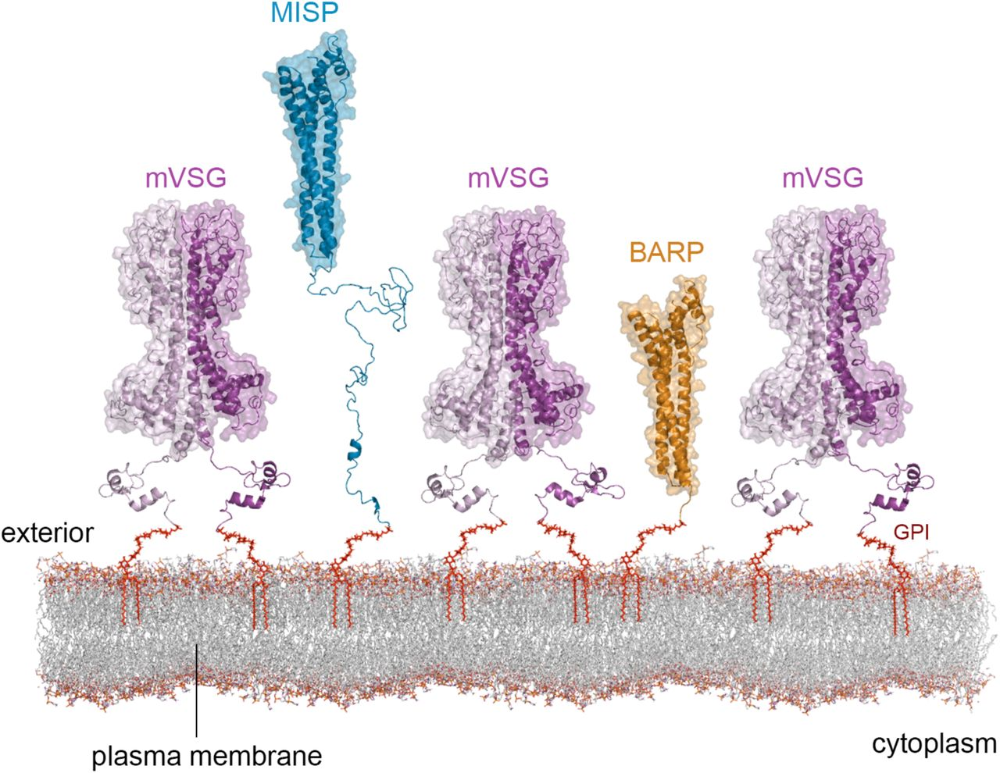 MISP
mVSG
mVSG
mVSG
BARP
exterior
GPI
plasma membrane
cytoplasm